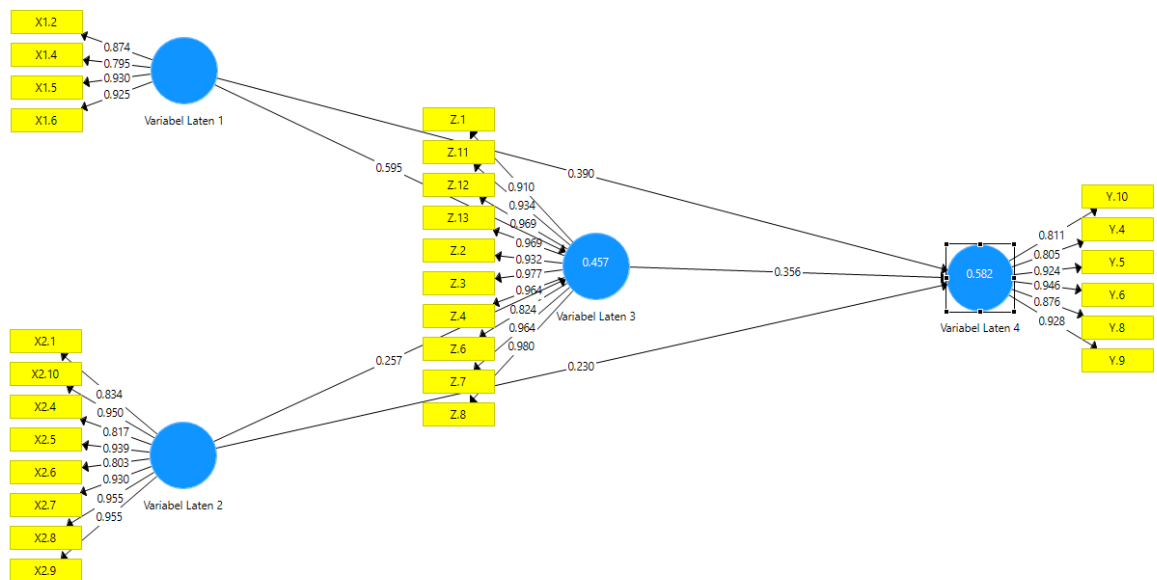 X1.2
X1.4
X1.5
X1.6
0.874
0.795
0.930
0.925
Variabel Laten 1
0.595
0.390
Z.1
Z.11
Z.12
Z.13
Z.2
Z.3
Z.4
Z.6
Z.7
Z.8
0.910
0.934
0.969
0.969
0.932
0.977
0.964
0.824
0.964
0.980
0.457
Variabel Laten 3
0.356
0.582
Variabel Laten 4
0.811
0.805
0.924
0.946
0.876
0.928
Y.10
Y.4
Y.5
Y.6
Y.8
Y.9
X2.1
X2.10
X2.4
X2.5
X2.6
X2.7
X2.8
X2.9
0.834
0.950
0.817
0.939
0.803
0.930
0.955
0.955
Variabel Laten 2
0.257
0.230